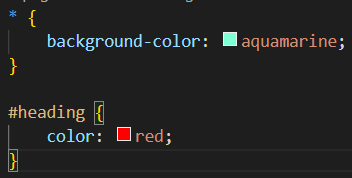 * {
    background-color: aquamarine;
}

#heading {
    color: red;
}